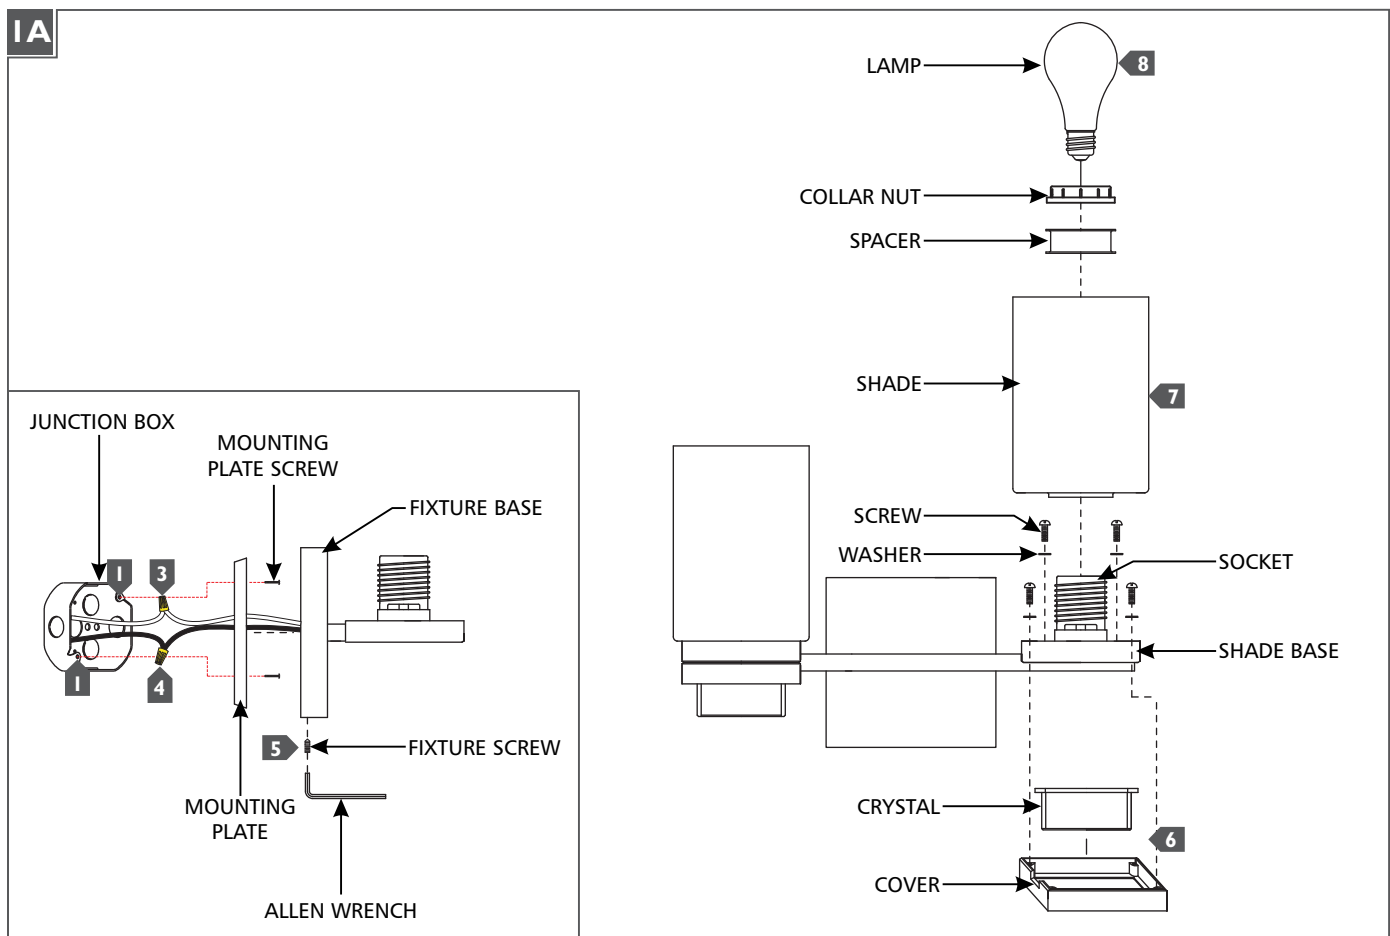 1A
LAMP
8
COLLAR NUT
SPACER
SHADE
7
JUNCTION BOX
MOUNTING
PLATE SCREW
FIXTURE BASE
SCREW
WASHER
SOCKET
1
3
SHADE BASE
1
4
5
FIXTURE SCREW
MOUNTING
PLATE
CRYSTAL
6
COVER
ALLEN WRENCH